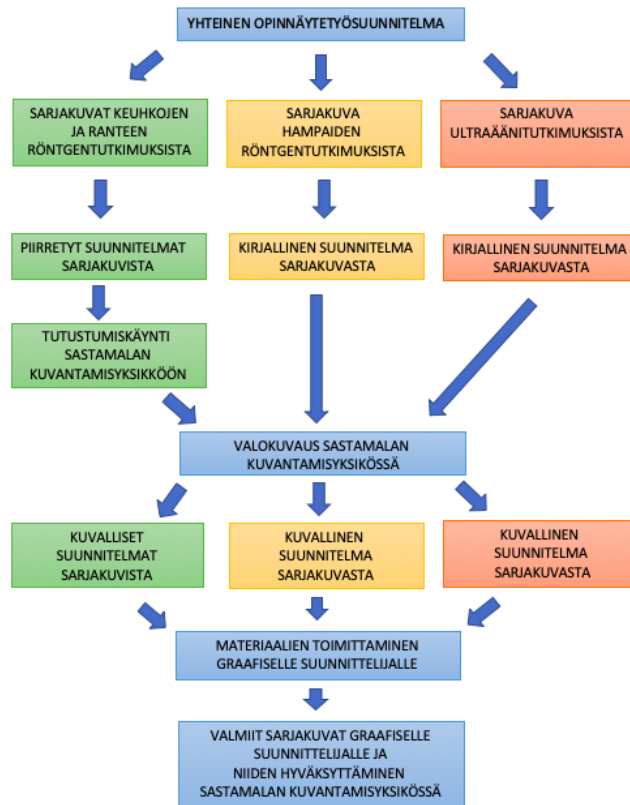 YHTEINEN OPINNÄYTETYÖSUUNNITELMA
SARJAKUVAT KEUHKOJEN
JA RANTEEN
RÖNTGENTUTKIMUKSISTA
SARJAKUVA
HAMPAIDEN
RÖNTGENTUTKIMUKSISTA
SARJAKUVA
ULTRAÄÄNITUTKIMUKSISTA
PIIRRETYT SUUNNITELMAT
SARJAKUVISTA
KIRJALLINEN SUUNNITELMA
SARJAKUVASTA
KIRJALLINEN SUUNNITELMA
SARJAKUVASTA
TUTUSTUMISKÄYNTI
SASTAMALAN
KUVANTAMISYKSIKKÖÖN
VALOKUVAUS SASTAMALAN
KUVANTAMISYKSIKÖSSÄ
KUVALLISET
SUUNNITELMAT
SARJAKUVISTA
KUVALLINEN
SUUNNITELMA
SARJAKUVASTA
KUVALLINEN
SUUNNITELMA
SARJAKUVASTA
MATERIAALIEN TOIMITTAMINEN
GRAAFISELLE SUUNNITTELIJALLE
VALMIIT SARJAKUVAT GRAAFISELLE
SUUNNITTELIJALLE JA
NIIDEN HYVÄKSYTTÄMINEN
SASTAMALAN KUVANTAMISYKSIKÖSSÄ